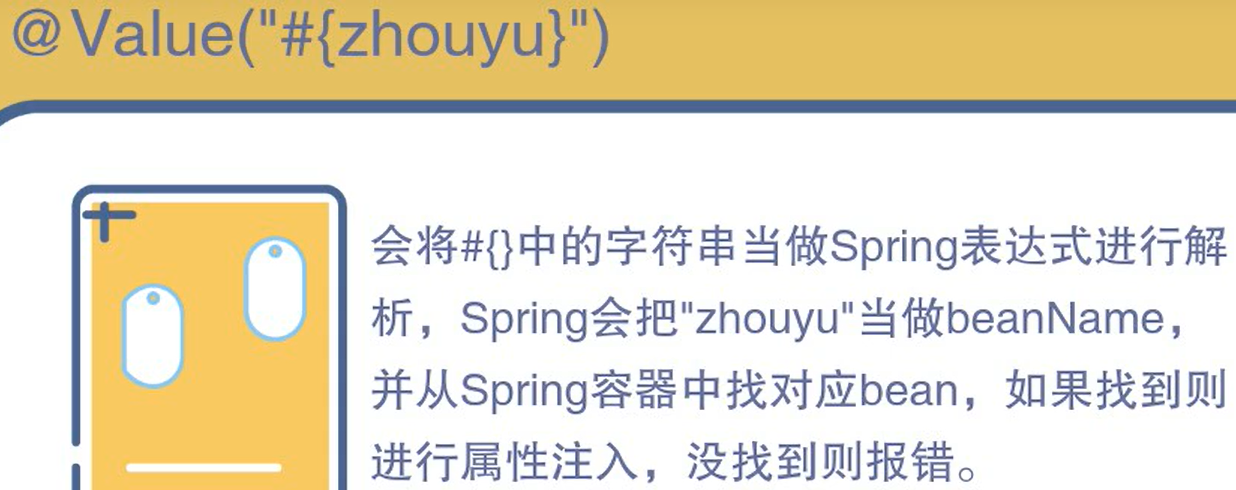 @Value("#{zhouyu}")
会将#{}中的字符串当做Spring表达式进行解
析，Spring会把"zhouyu"当做beanName，
并从Spring容器中找对应bean，如果找到则
进行属性注入，没找到则报错。